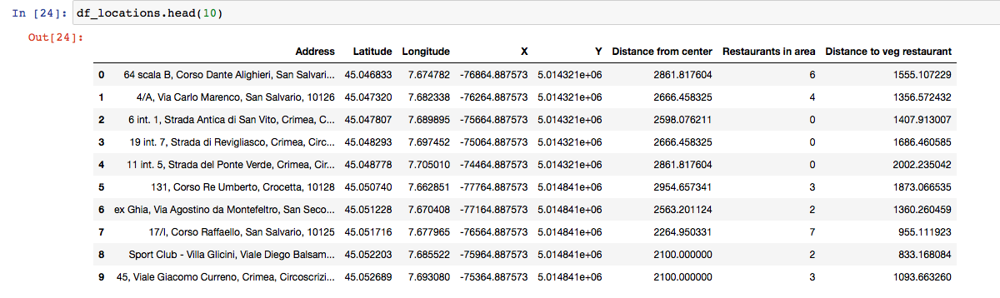 In [24]: df_locations.head(10)
Out[24]:
Address Latitude Longitude X Y Distance from center Restaurants in area Distance to veg restaurant
0 64 scala B, Corso Dante Alighieri, San Salvari... 45.046833 7.674782 -76864.887573 5.014321e+06 2861.817604 6 1555.107229
1 4/A, Via Carlo Marenco, San Salvario, 10126 45.047320 7.682338 -76264.887573 5.014321e+06 2666.458325 4 1356.572432
2 6 int. 1, Strada Antica di San Vito, Crimea, C... 45.047807 7.689895 -75664.887573 5.014321e+06 2598.076211 0 1407.913007
3 19 int. 7, Strada di Revigliasco, Crimea, Circ... 45.048293 7.697452 -75064.887573 5.014321e+06 2666.458325 0 1686.460585
4 11 int. 5, Strada del Ponte Verde, Crimea, Cir... 45.048778 7.705010 -74464.887573 5.014321e+06 2861.817604 0 2002.235042
5 131, Corso Re Umberto, Crocetta, 10128 45.050740 7.662851 -77764.887573 5.014841e+06 2954.657341 3 1873.066535
6 ex Ghia, Via Agostino da Montefeltro, San Seco... 45.051228 7.670408 -77164.887573 5.014841e+06 2563.201124 2 1360.260459
7 17/I, Corso Raffaello, San Salvario, 10125 45.051716 7.677965 -76564.887573 5.014841e+06 2264.950331 7 955.111923
8 Sport Club - Villa Glicini, Viale Diego Balsam... 45.052203 7.685522 -75964.887573 5.014841e+06 2100.000000 2 833.168084
9 45, Viale Giacomo Curreno, Crimea, Circoscrizi... 45.052689 7.693080 -75364.887573 5.014841e+06 2100.000000 3 1093.663260